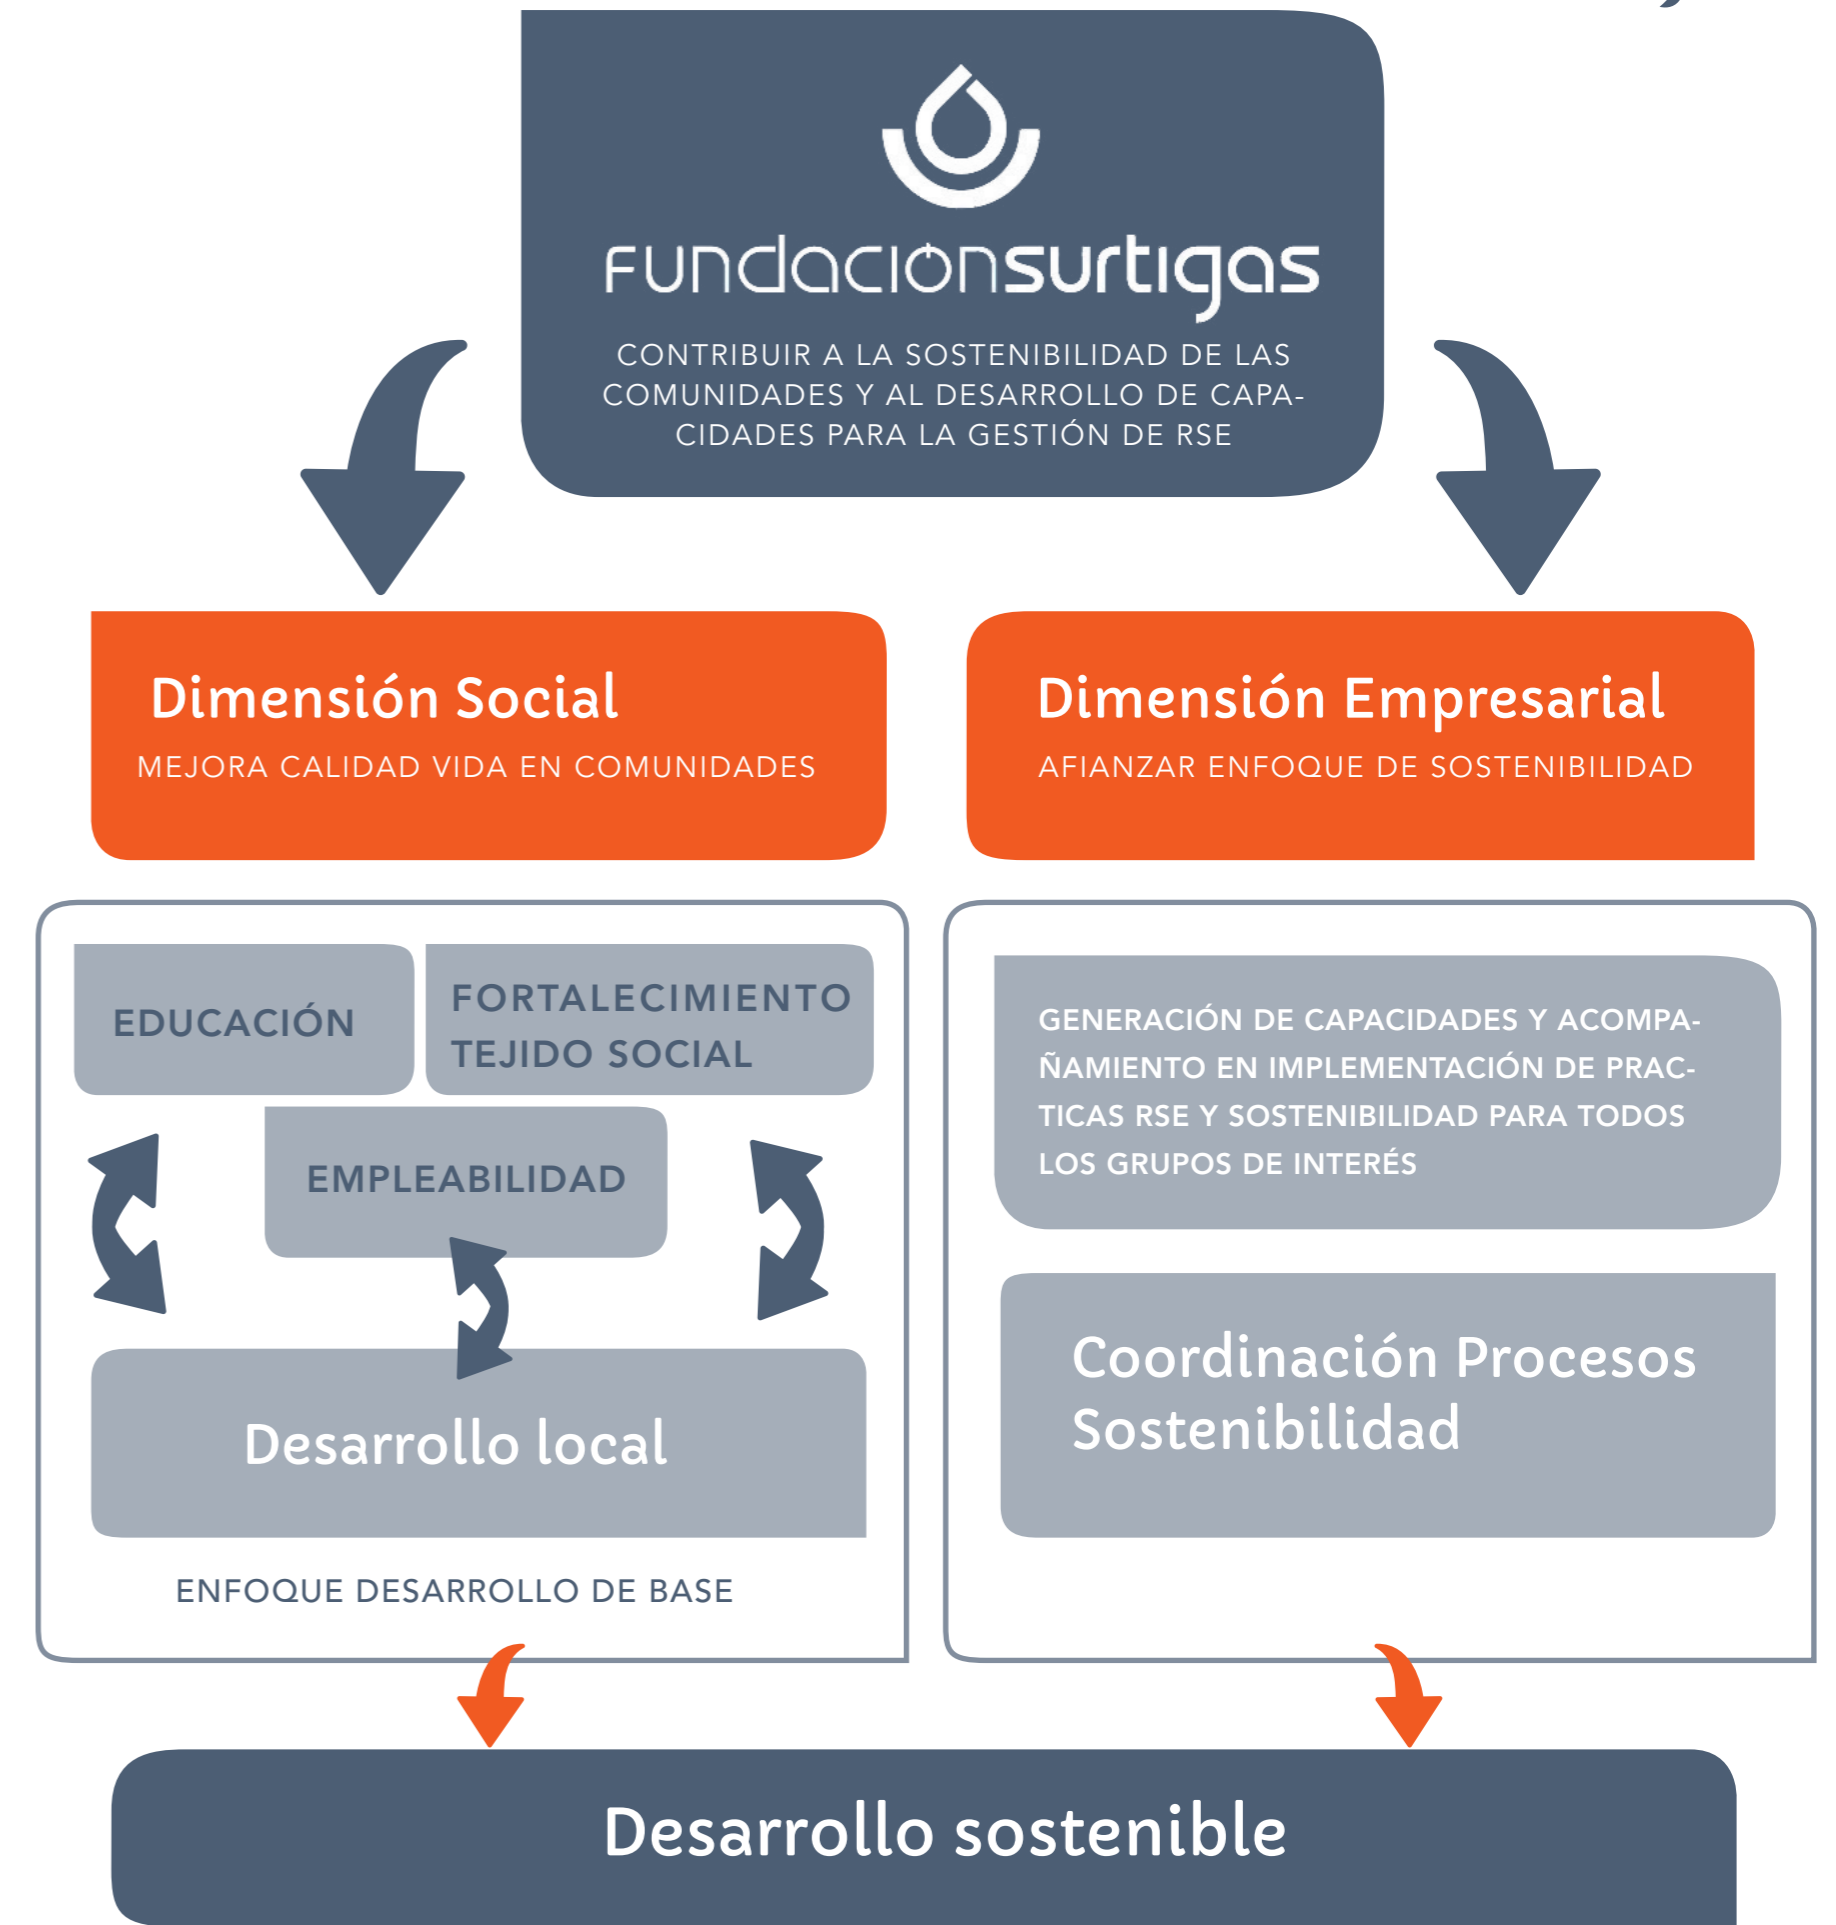 fundaciónsurtigas
CONTRIBUIR A LA SOSTENIBILIDAD DE LAS
COMUNIDADES Y AL DESARROLLO DE CAPA-
CIDADES PARA LA GESTIÓN DE RSE
Dimensión Social
MEJORA CALIDAD VIDA EN COMUNIDADES
Dimensión Empresarial
AFIANZAR ENFOQUE DE SOSTENIBILIDAD
EDUCACIÓN
FORTALECIMIENTO
TEJIDO SOCIAL
EMPLEABILIDAD
Desarrollo local
ENFOQUE DESARROLLO DE BASE
GENERACIÓN DE CAPACIDADES Y ACOMPA-
ÑAMIENTO EN IMPLEMENTACIÓN DE PRAC-
TICAS RSE Y SOSTENIBILIDAD PARA TODOS
LOS GRUPOS DE INTERÉS
Coordinación Procesos
Sostenibilidad
Desarrollo sostenible